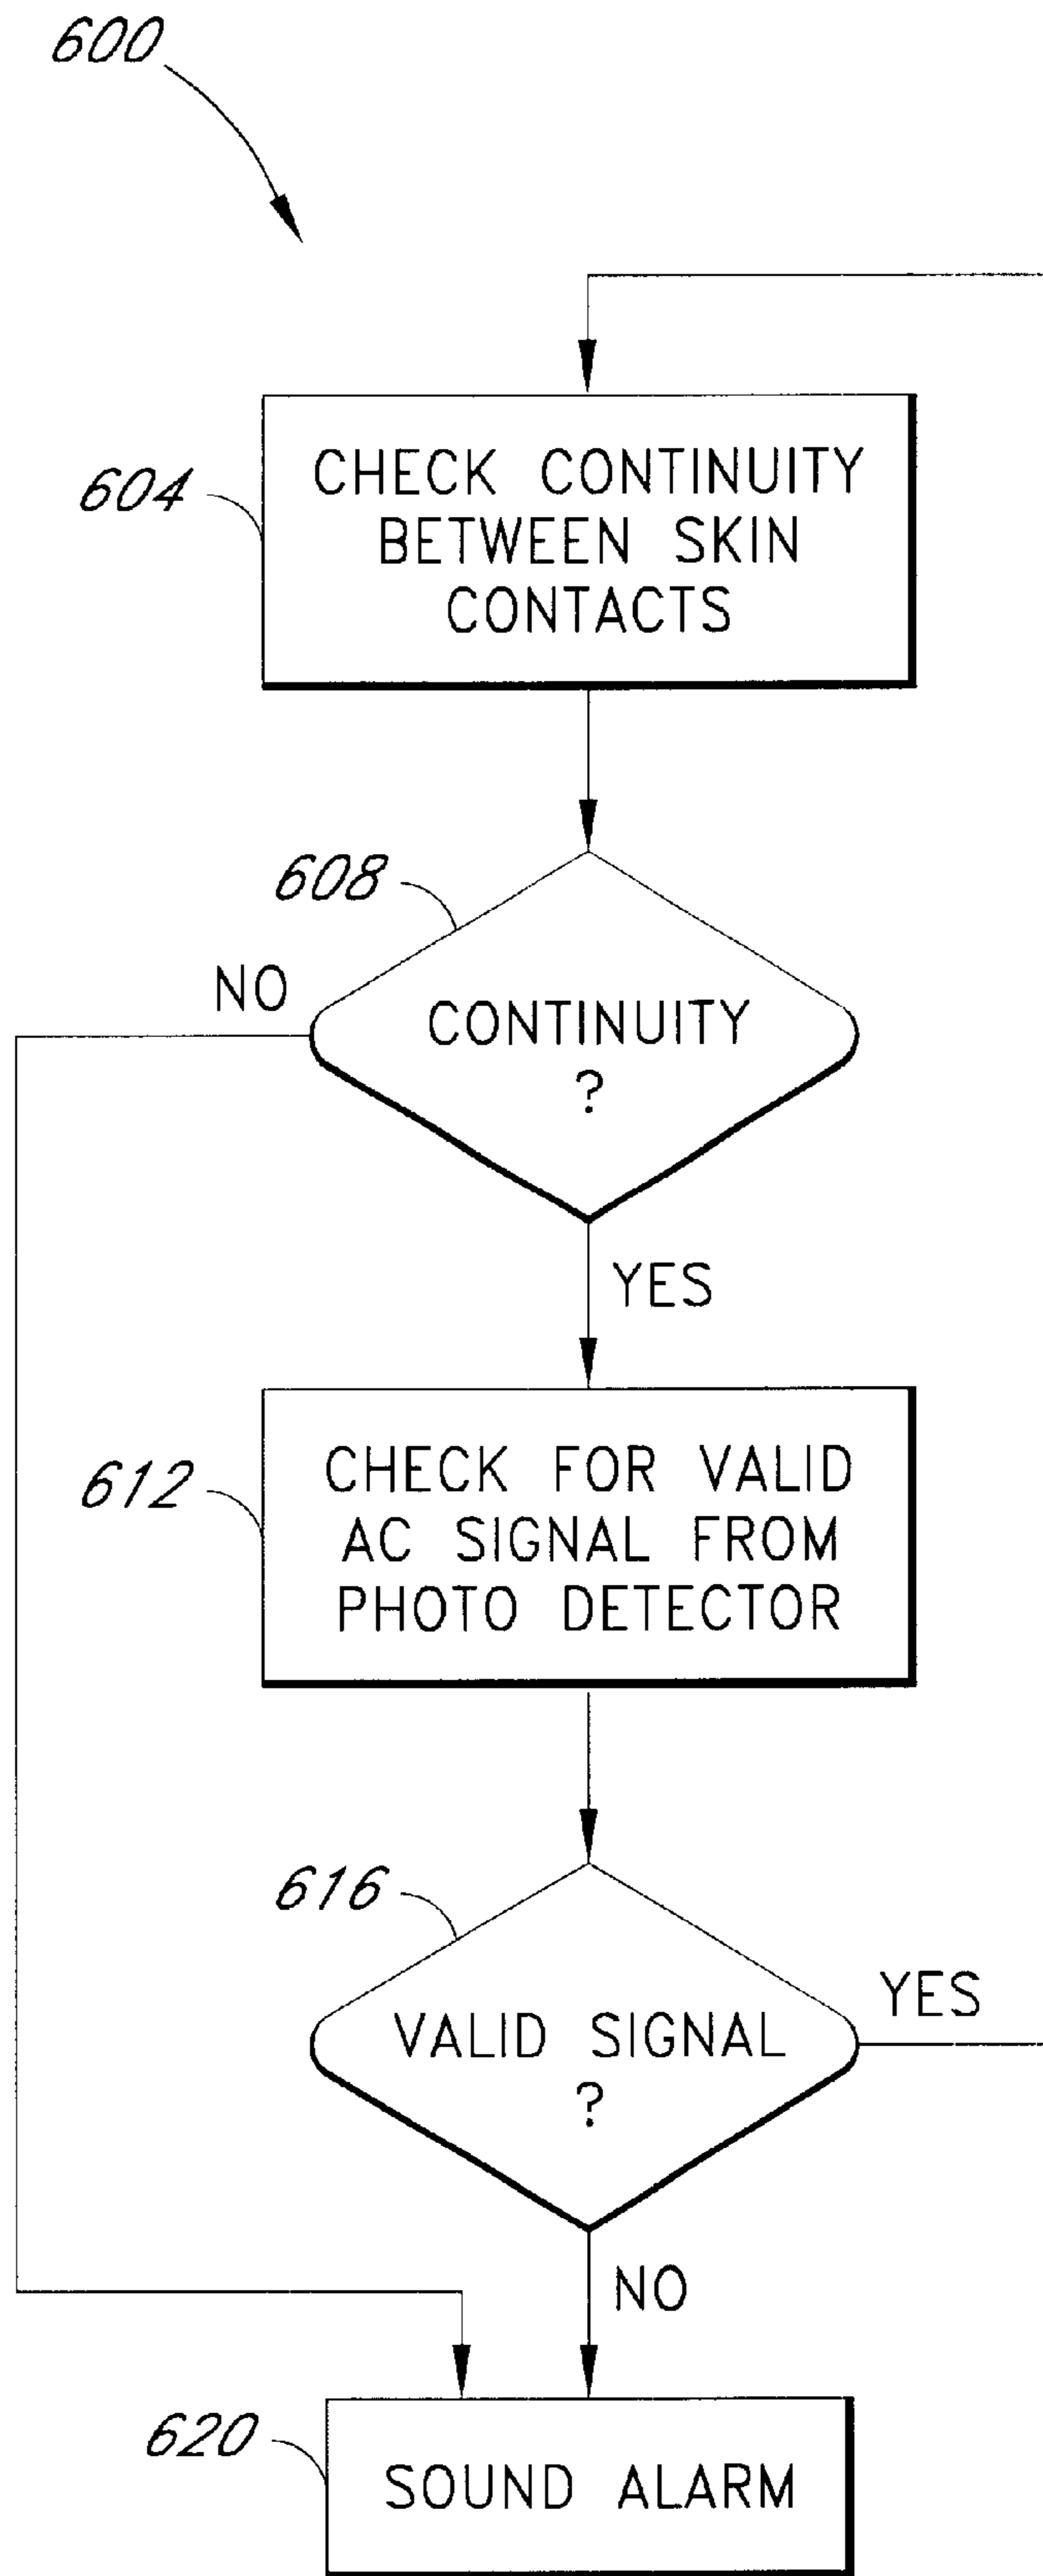 600
604
CHECK CONTINUITY
BETWEEN SKIN
CONTACTS
608
NO
CONTINUITY
?
YES
612
CHECK FOR VALID
AC SIGNAL FROM
PHOTO DETECTOR
616
YES
VALID SIGNAL
?
NO
620
SOUND ALARM